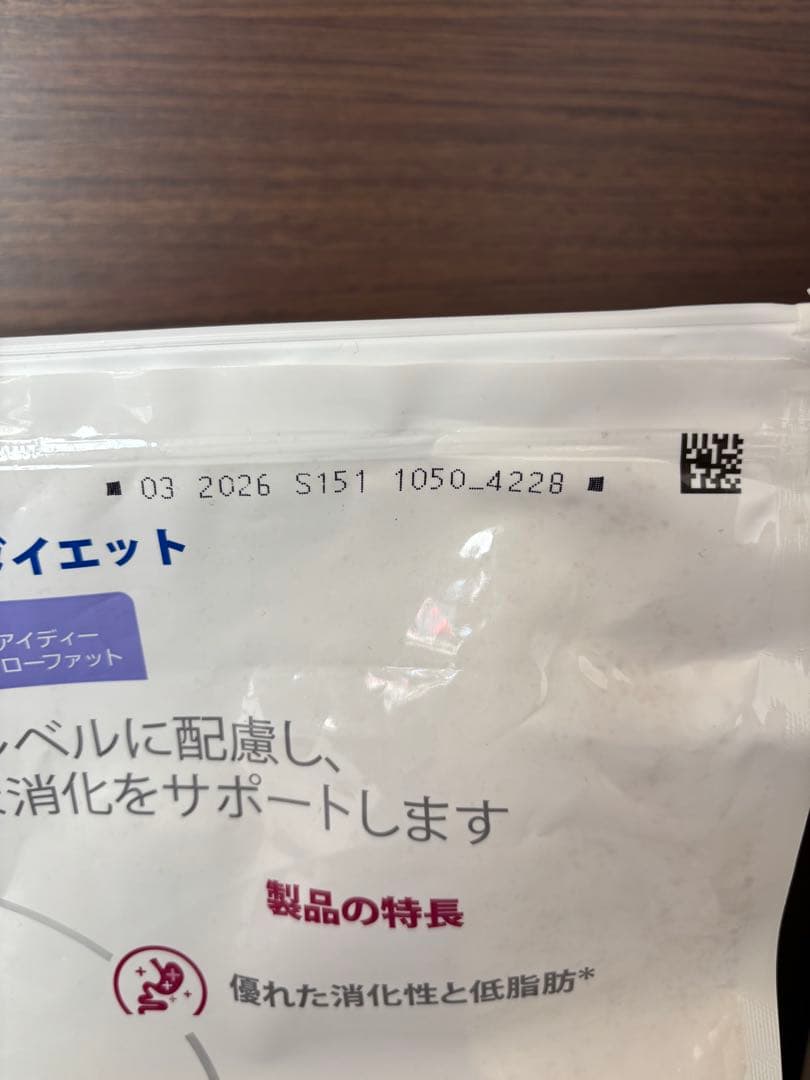 03 2026 S151 1050_4228
イエット
アイディー
ローファット
ベルに配慮し、
消化をサポートします
製品の特長
優れた消化性と低脂肪*